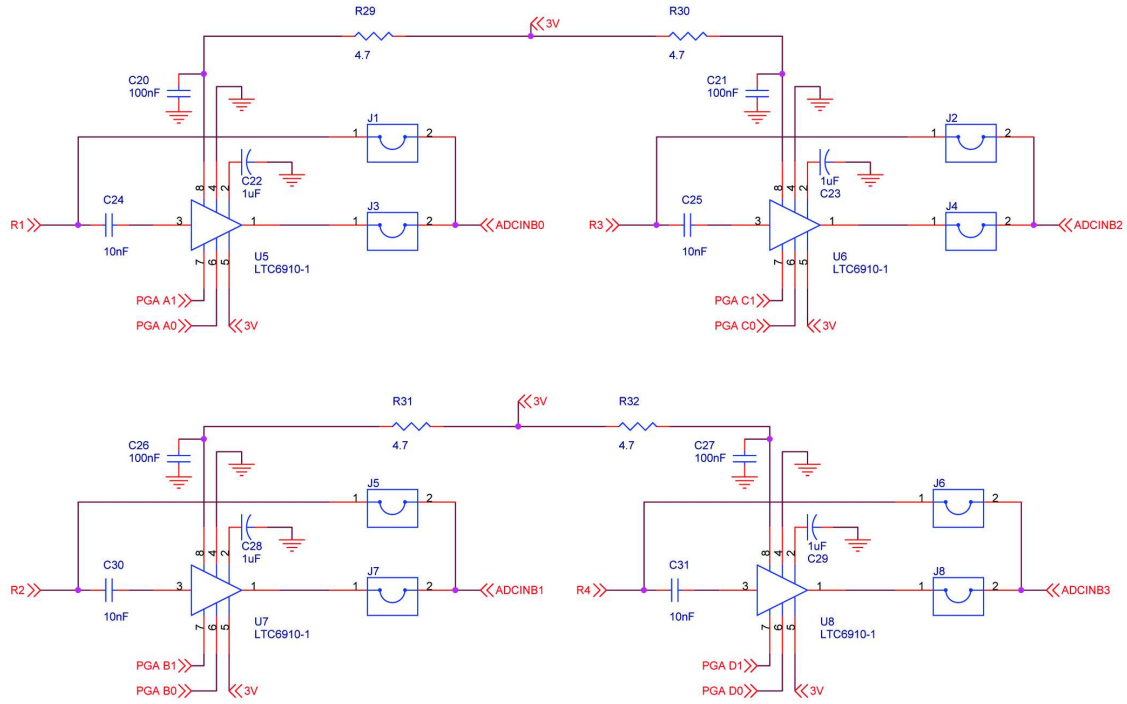 R29
3V
R30
4.7
4.7
C20
100nF
C21
100nF
J1
1
2
J2
1
2
8
4
2
C22
1uF
8
4
2
1uF
C23
C24
10nF
R1
3
1
J3
1
2
ADCINB0
C25
10nF
R3
3
1
J4
1
2
ADCINB2
U5
LTC6910-1
U6
LTC6910-1
7
6
5
7
6
5
PGA A1
PGA A0
3V
PGA C1
PGA C0
3V
R31
3V
R32
4.7
4.7
C26
100nF
C27
100nF
J5
1
2
J6
1
2
8
4
2
C28
1uF
8
4
2
1uF
C29
C30
10nF
R2
3
1
J7
1
2
ADCINB1
C31
10nF
R4
3
1
J8
1
2
ADCINB3
U7
LTC6910-1
U8
LTC6910-1
7
6
5
7
6
5
PGA B1
PGA B0
3V
PGA D1
PGA D0
3V